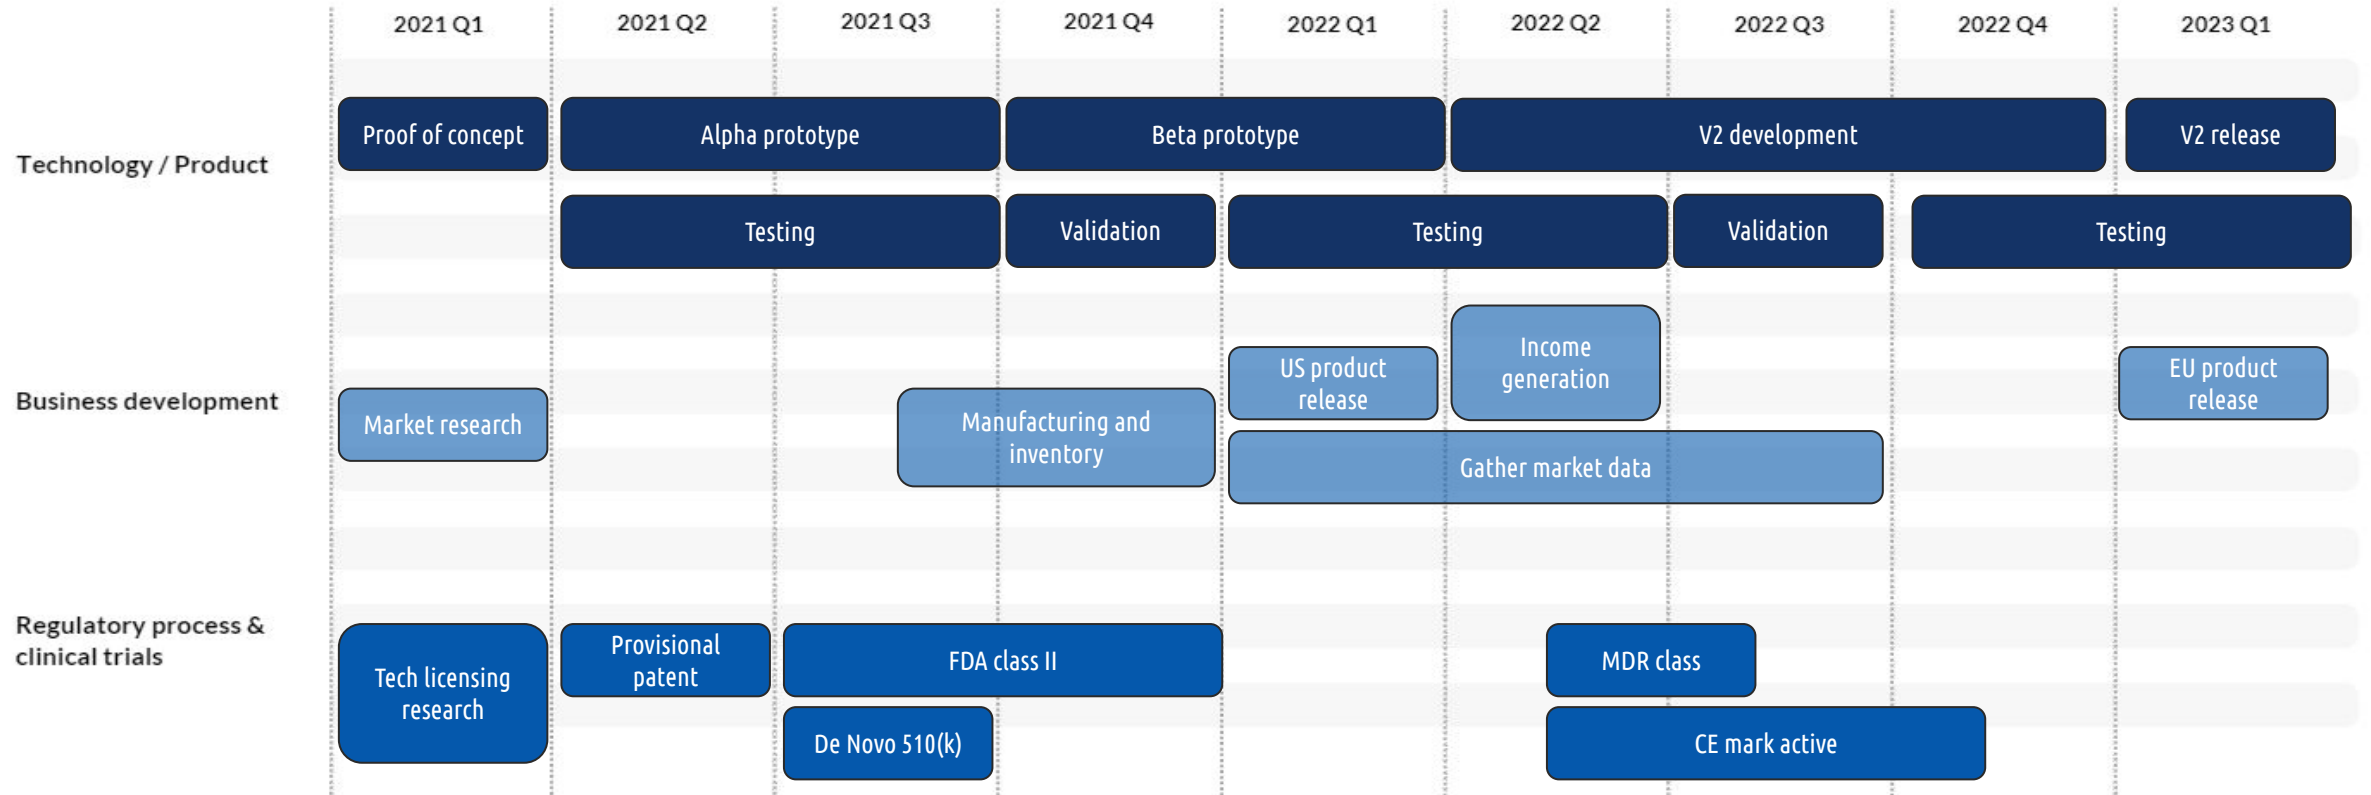 2021 Q1
2021 Q2
2021 Q3
2021 Q4
2022 Q1
2022 Q2
2022 Q3
2022 Q4
2023 Q1
Technology / Product
Proof of concept
Alpha prototype
Beta prototype
V2 development
V2 release
Testing
Validation
Testing
Validation
Testing
Business development
Market research
Manufacturing and
inventory
US product
release
Income
generation
Gather market data
EU product
release
Regulatory process &
clinical trials
Tech licensing
research
Provisional
patent
FDA class II
De Novo 510(k)
MDR class
CE mark active